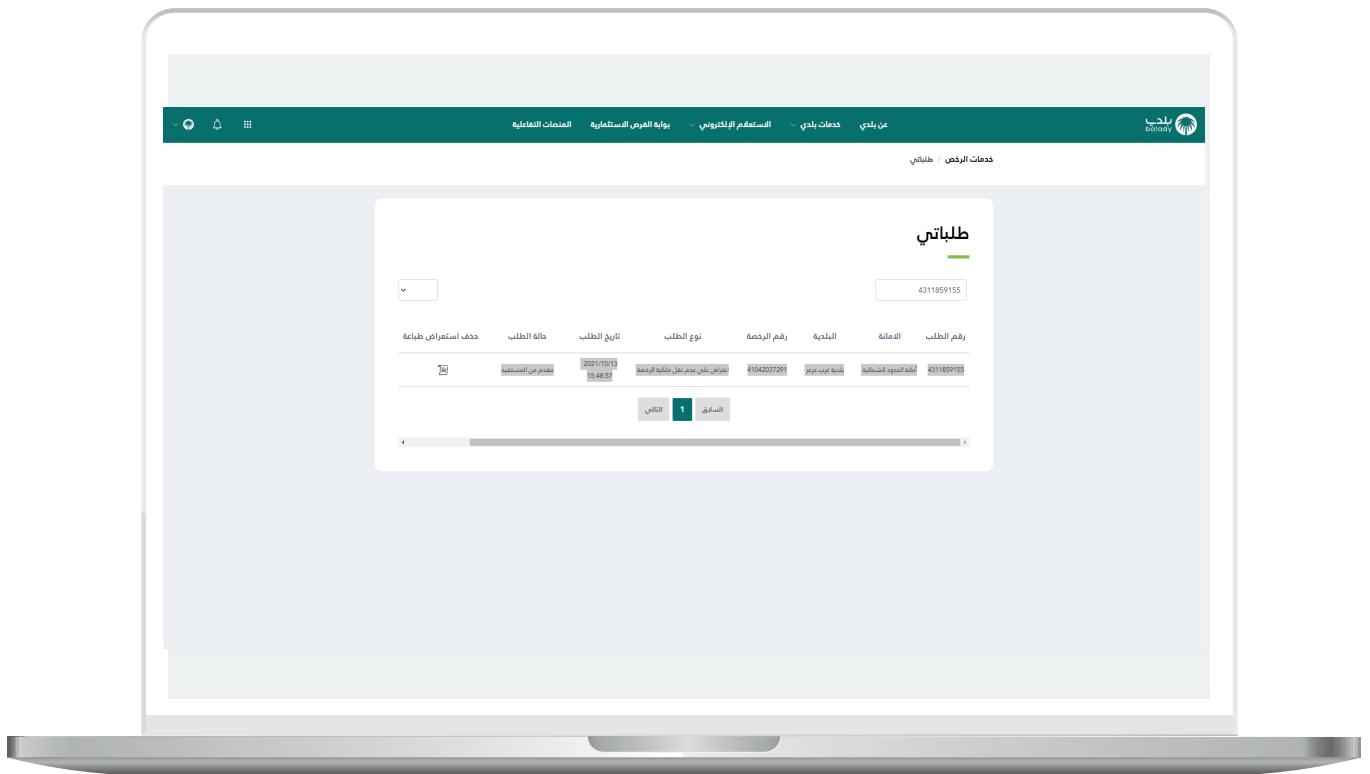 بلدي
balady
عن بلدي
خدمات بلدي
الاستعلام الإلكتروني
بوابة الفرص الاستثمارية
المنصات التفاعلية
خدمات الرخص / طلباتي
طلباتي
4311859155
رقم الطلب الامانة البلدية رقم الرخصة نوع الطلب تاريخ الطلب حالة الطلب حذف استعراض طباعة
4311859155 أمانة الحدود الشمالية بلدية غرب عرعر 41042037291 اعتراض على عدم نقل ملكية الرخصة 2021/10/13 15:48:57 مقدم من المستفيد
السابق 1 التالي